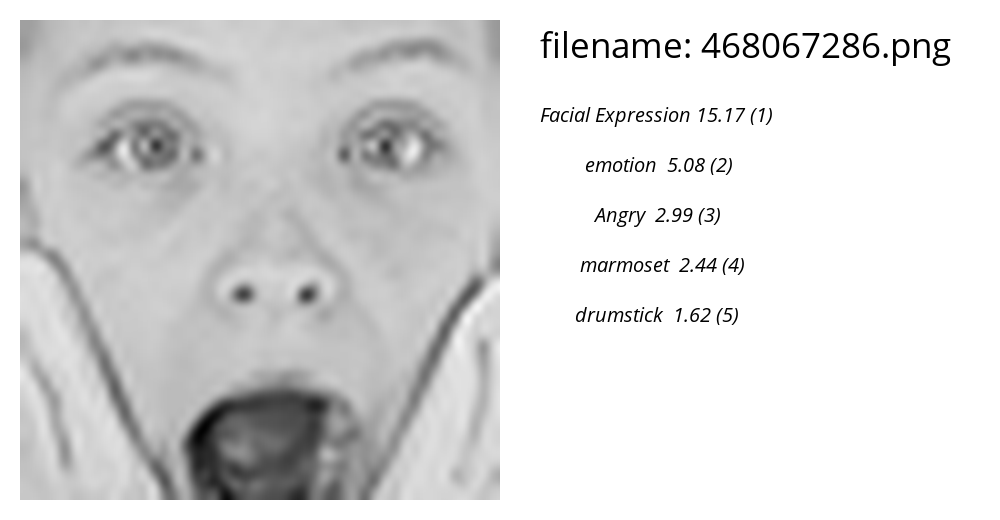 filename: 468067286.png
Facial Expression 15.17 (1)
emotion 5.08 (2)
Angry 2.99 (3)
marmoset 2.44 (4)
drumstick 1.62 (5)